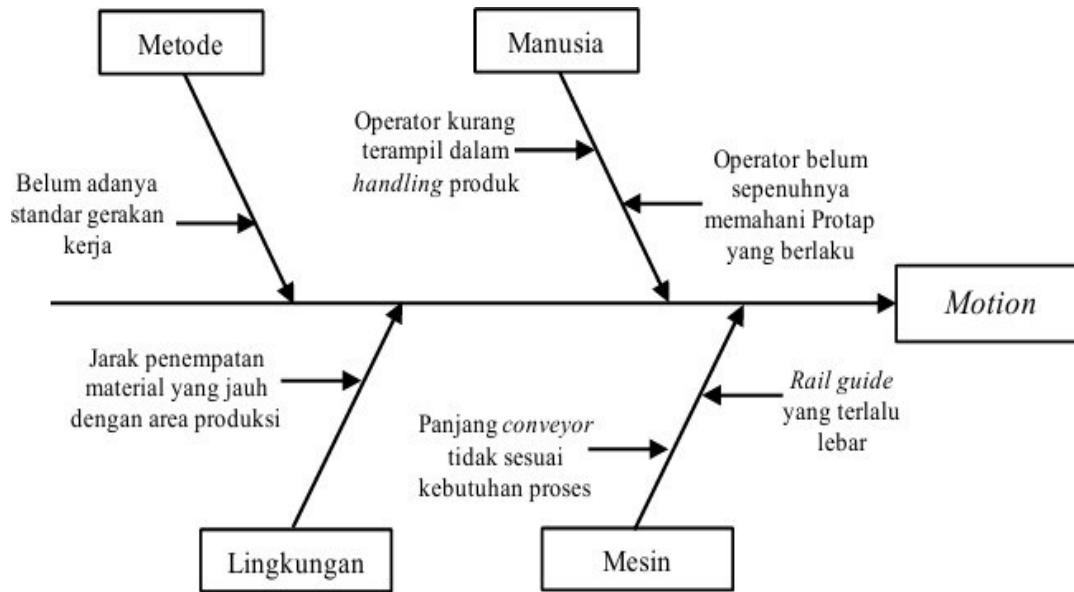 Metode
Manusia
Operator kurang
terampil dalam
handling produk
Operator belum
sepenuhnya
memahani Protap
yang berlaku
Belum adanya
standar gerakan
kerja
Motion
Jarak penempatan
material yang jauh
dengan area produksi
Rail guide
yang terlalu
lebar
Panjang conveyor
tidak sesuai
kebutuhan proses
Lingkungan
Mesin